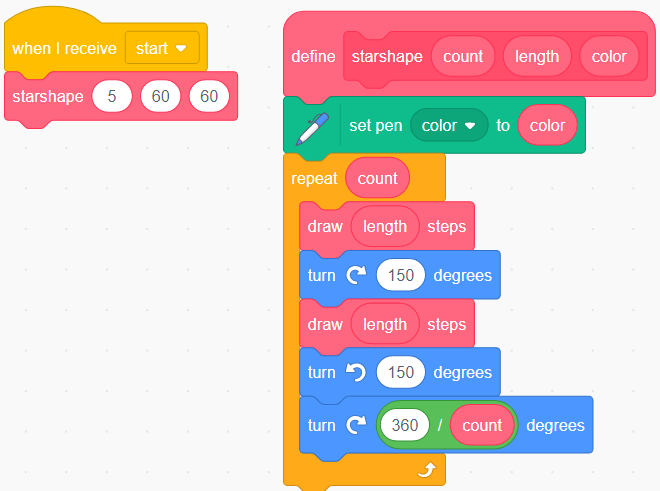 when I receive start
starshape 5 60 60
define starshape count length color
set pen color to color
repeat count
draw length steps
turn 150 degrees
draw length steps
turn 150 degrees
turn 360 / count degrees